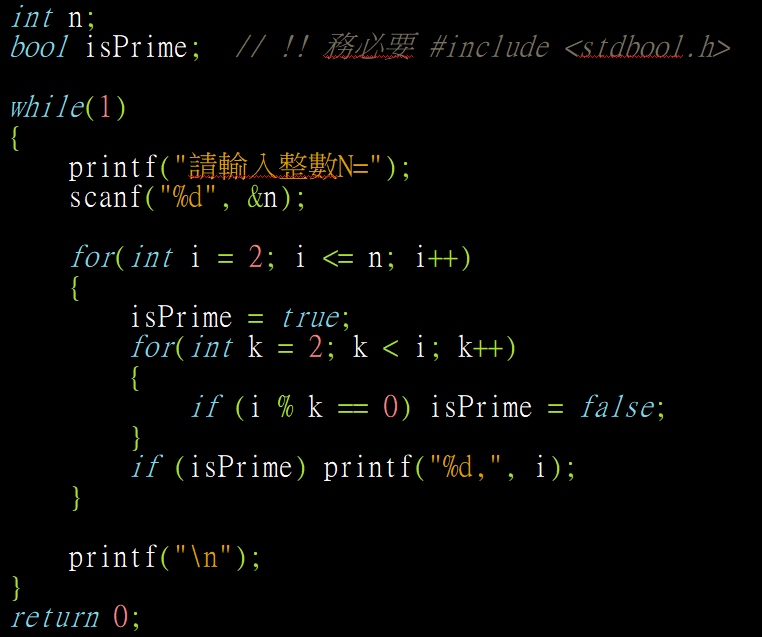 int n;
bool isPrime;  // !! 務必要 #include <stdbool.h>
while(1)
{
    printf("請輸入整數N=");
    scanf("%d", &n);
    for(int i = 2; i <= n; i++)
    {
        isPrime = true;
        for(int k = 2; k < i; k++)
        {
            if (i % k == 0) isPrime = false;
        }
        if (isPrime) printf("%d,", i);
    }
    printf("\n");
}
return 0;